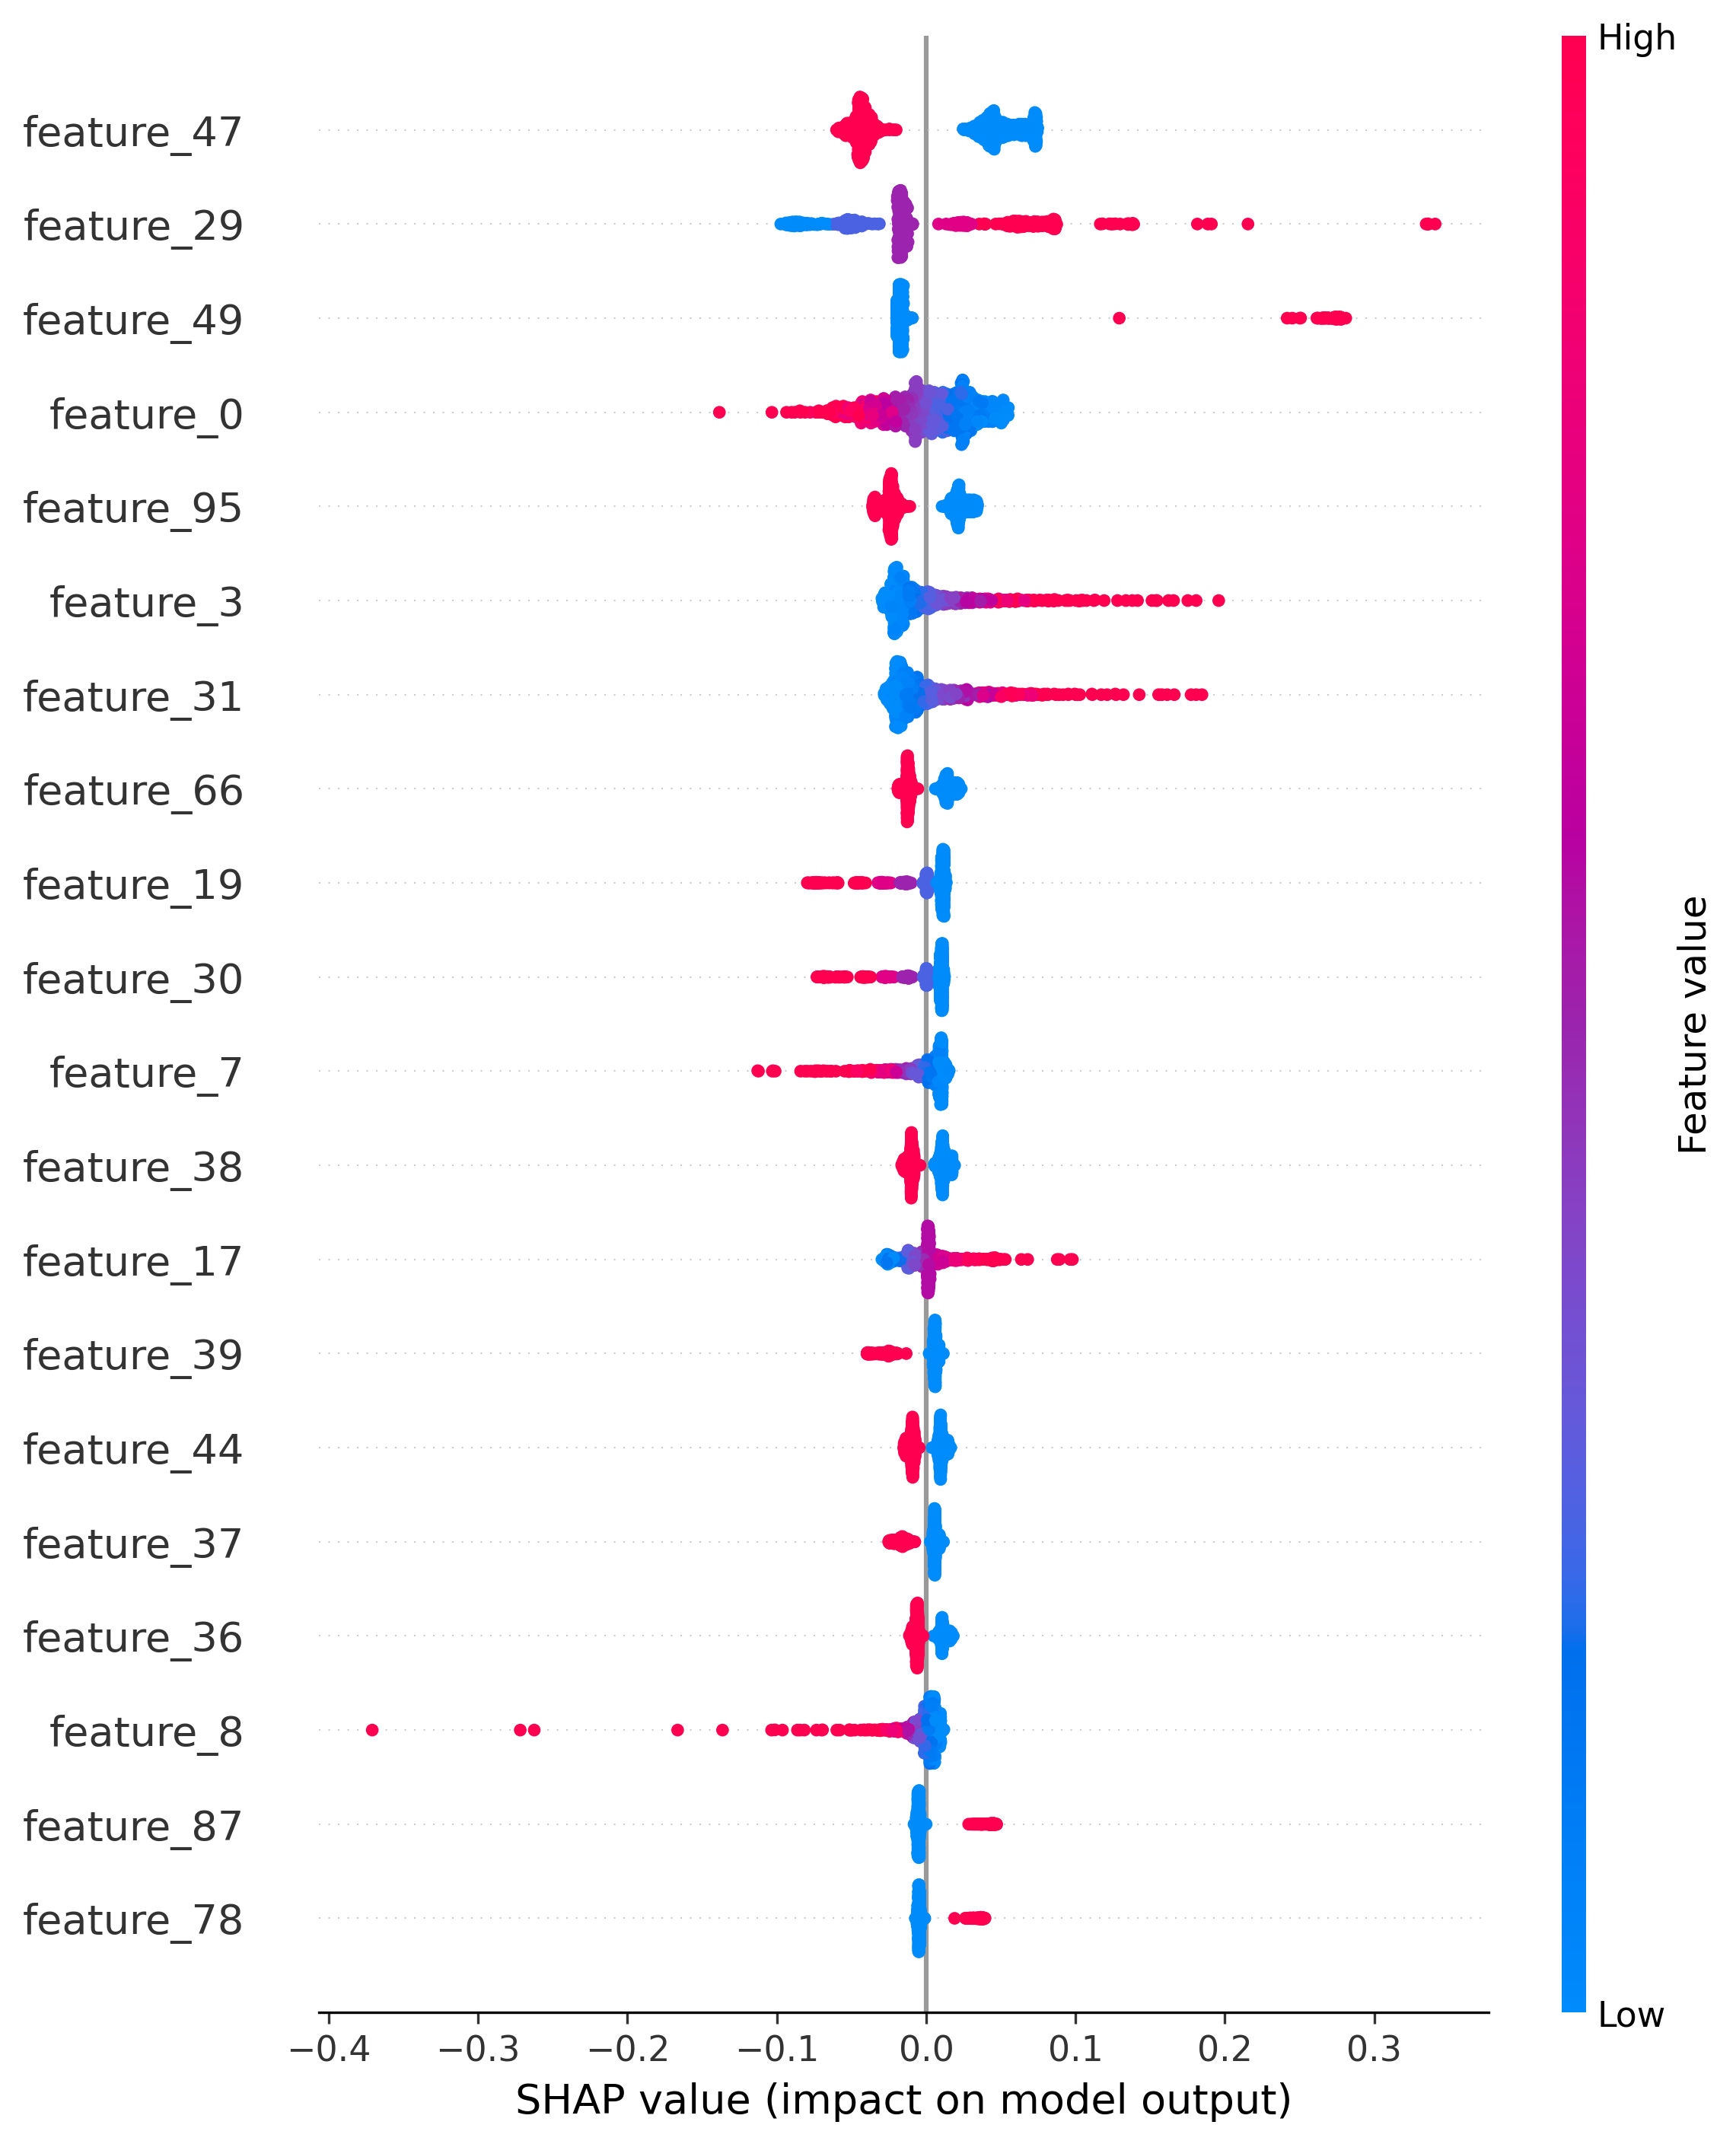 High
feature_47
feature_29
feature_49
feature_0
feature_95
feature_3
feature_31
feature_66
feature_19
feature_30
feature_7
feature_38
feature_17
feature_39
feature_44
feature_37
feature_36
feature_8
feature_87
feature_78
Feature value
Low
−0.4 −0.3 −0.2 −0.1 0.0 0.1 0.2 0.3
SHAP value (impact on model output)